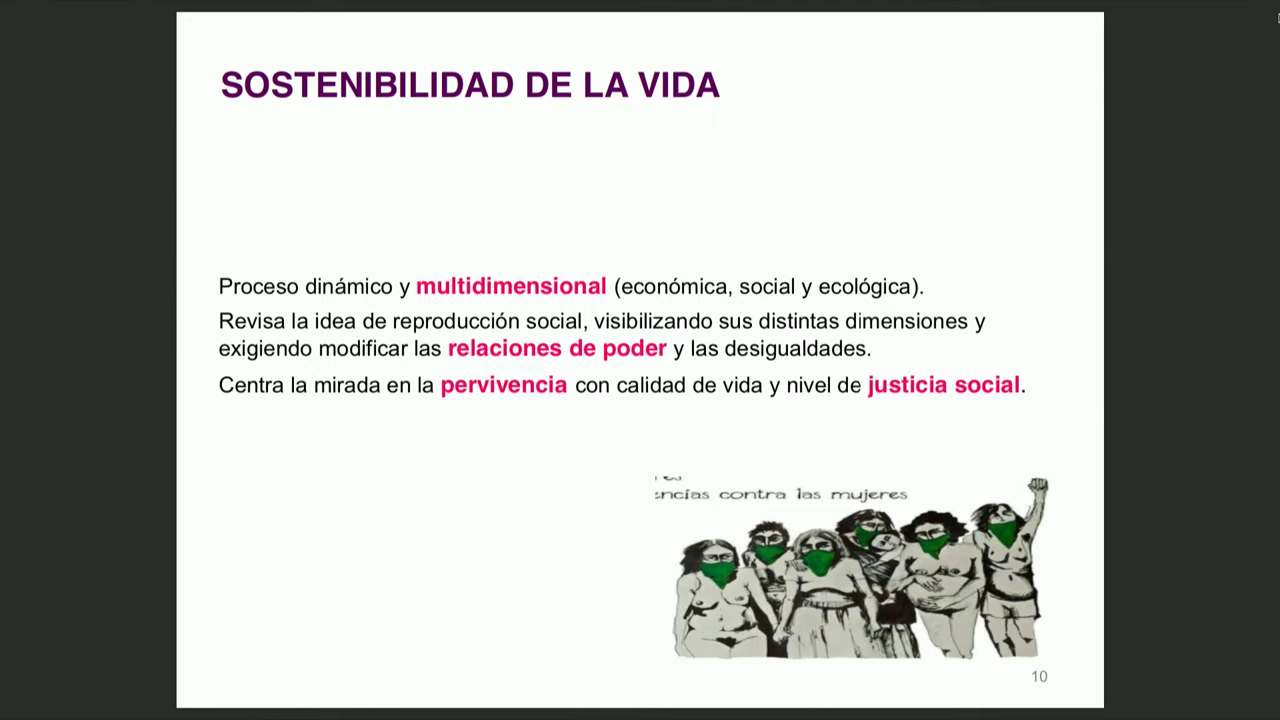 SOSTENIBILIDAD DE LA VIDA
Proceso dinámico y multidimensional (económica, social y ecológica).
Revisa la idea de reproducción social, visibilizando sus distintas dimensiones y
exigiendo modificar las relaciones de poder y las desigualdades.
Centra la mirada en la pervivencia con calidad de vida y nivel de justicia social.
encias contra las mujeres
10